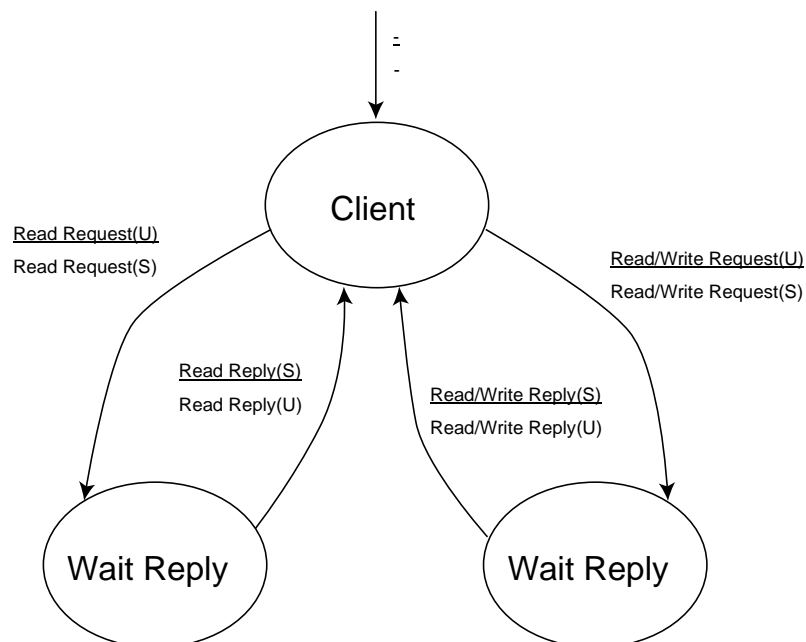 -
-
Client
Read Request(U)
Read Request(S)
Read/Write Request(U)
Read/Write Request(S)
Read Reply(S)
Read Reply(U)
Read/Write Reply(S)
Read/Write Reply(U)
Wait Reply
Wait Reply